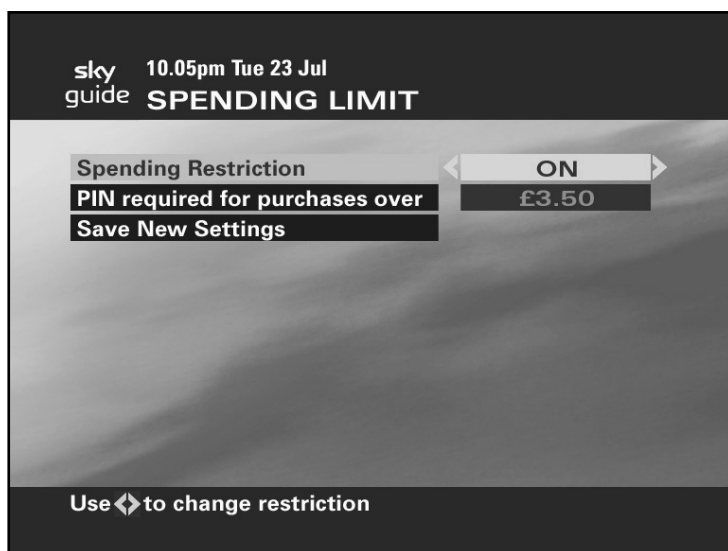 sky 10.05pm Tue 23 Jul
guide SPENDING LIMIT
Spending Restriction ON
PIN required for purchases over £3.50
Save New Settings
Use to change restriction